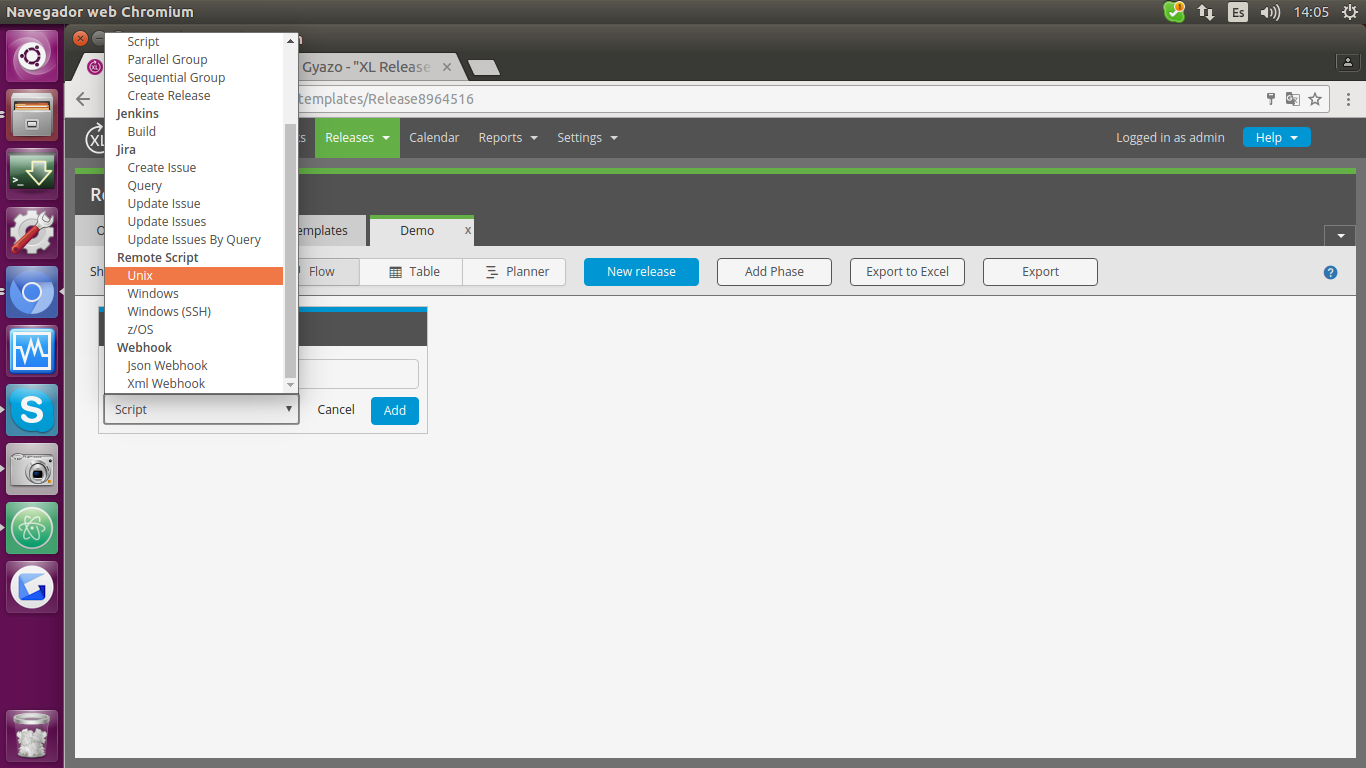 Navegador web Chromium
Es
14:05
Gyazo - "XL Release
templates/Release8964516
XL
Releases
Calendar
Reports
Settings
Logged in as admin
Help
Script
Parallel Group
Sequential Group
Create Release
Jenkins
Build
Jira
Create Issue
Query
Update Issue
Update Issues
Update Issues By Query
Remote Script
Unix
Windows
Windows (SSH)
z/OS
Webhook
Json Webhook
Xml Webhook
Demo
x
Flow
Table
Planner
New release
Add Phase
Export to Excel
Export
?
Script
Cancel
Add